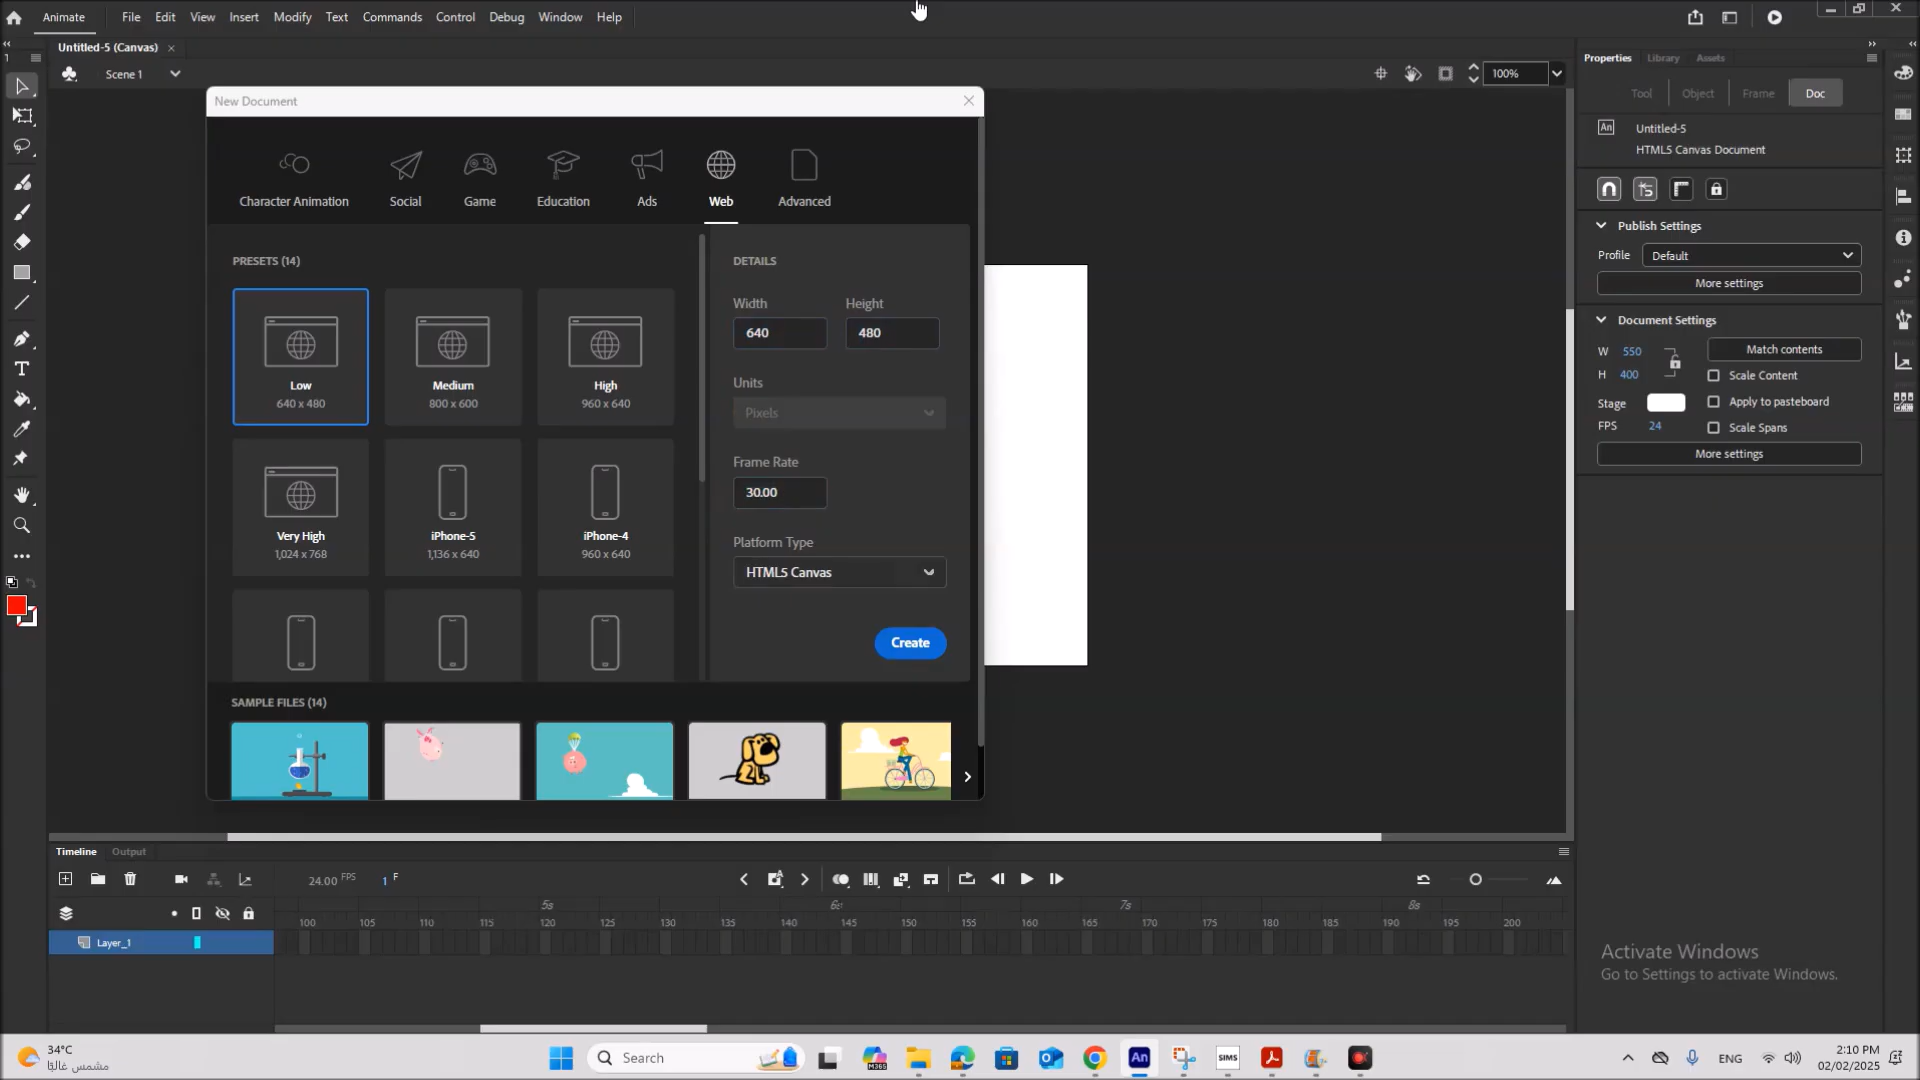 Animate File Edit View Insert Modify Text Commands Control Debug Window Help
Untitled-5 (Canvas)
Scene 1
100%
New Document
Character Animation Social Game Education Ads Web Advanced
PRESETS (14)
Low
640 x 480
Medium
800 x 600
High
960 x 640
Very High
1,024 x 768
iPhone-5
1,136 x 640
iPhone-4
960 x 640
DETAILS
Width Height
640 480
Units
Pixels
Frame Rate
30.00
Platform Type
HTML5 Canvas
Create
SAMPLE FILES (14)
Properties Library Assets
Tool Object Frame Doc
An Untitled-5
HTML5 Canvas Document
Publish Settings
Profile Default
More settings
Document Settings
W 550 Match contents
H 400 Scale Content
Stage Apply to pasteboard
FPS 24 Scale Spans
More settings
Timeline Output
24.00 FPS 1 F
5s 6s 7s 8s
100 105 110 115 120 125 130 135 140 145 150 155 160 165 170 175 180 185 190 195 200
Layer_1
Activate Windows
Go to Settings to activate Windows.
34°C
مشمس غالبًا
Search
M365
An
SIMS
ENG
2:10 PM
02/02/2025